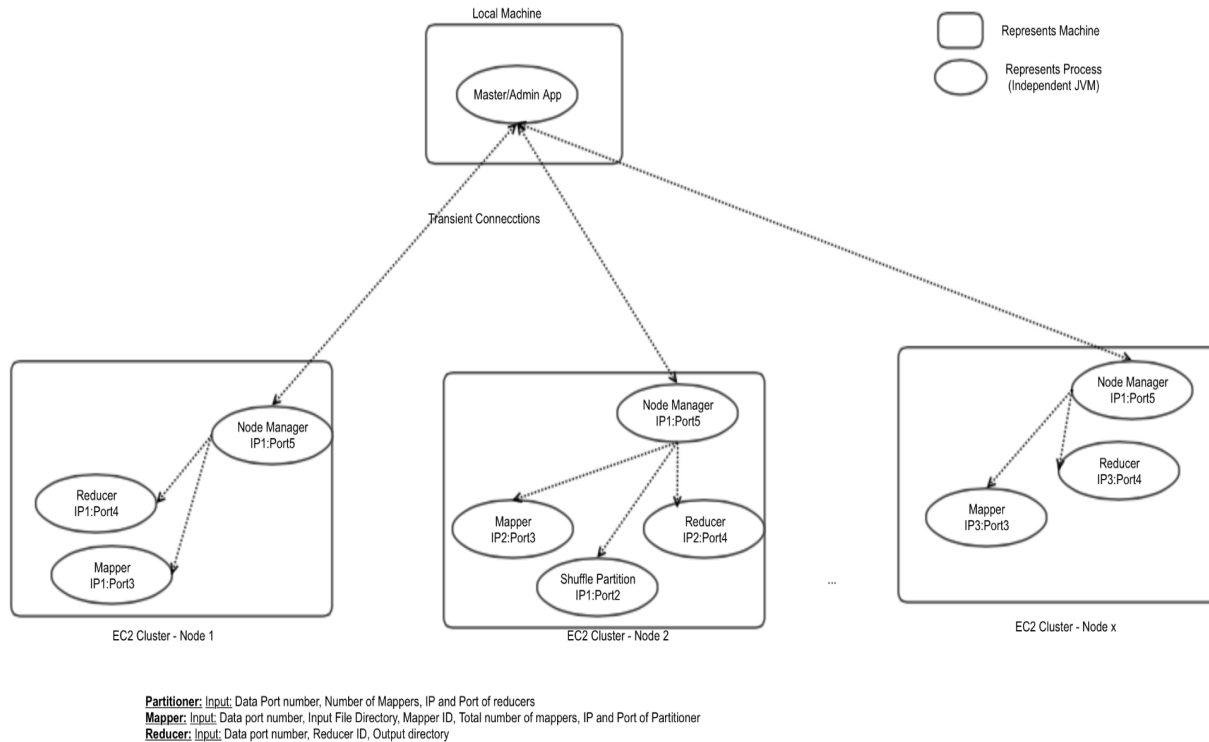 Local Machine
Represents Machine
Master/Admin App
Represents Process
(Independent JVM)
Transient Connecctions
Node Manager
IP1:Port5
Reducer
IP1:Port4
Mapper
IP1:Port3
EC2 Cluster - Node 1
Node Manager
IP1:Port5
Mapper
IP2:Port3
Reducer
IP2:Port4
Shuffle Partition
IP1:Port2
EC2 Cluster - Node 2
...
Node Manager
IP1:Port5
Reducer
IP3:Port4
Mapper
IP3:Port3
EC2 Cluster - Node x
Partitioner: Input: Data Port number, Number of Mappers, IP and Port of reducers
Mapper: Input: Data port number, Input File Directory, Mapper ID, Total number of mappers, IP and Port of Partitioner
Reducer: Input: Data port number, Reducer ID, Output directory